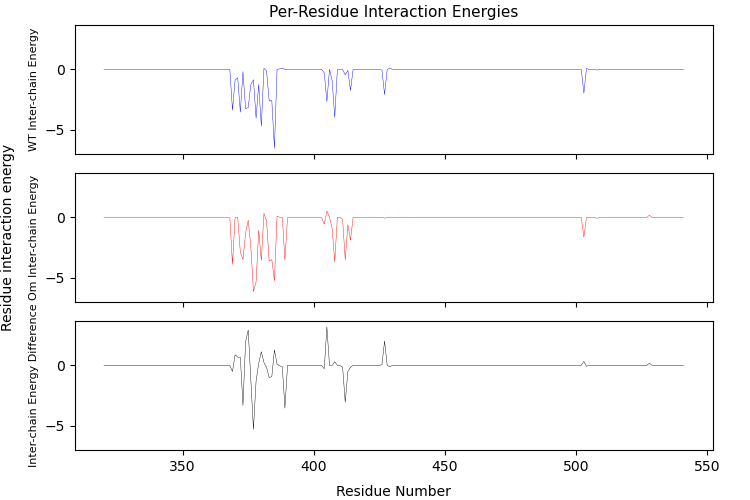 Per-Residue Interaction Energies
Residue interaction energy
WT Inter-chain Energy
0
−5
Om Inter-chain Energy
0
−5
Inter-chain Energy Difference
0
−5
350
400
450
500
550
Residue Number